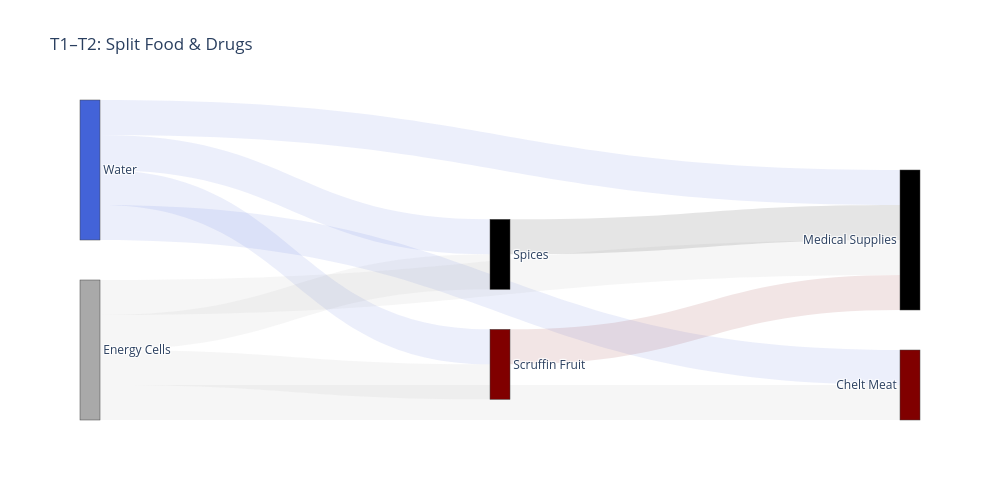 T1–T2: Split Food & Drugs
Water
Medical Supplies
Spices
Energy Cells
Scruffin Fruit
Chelt Meat